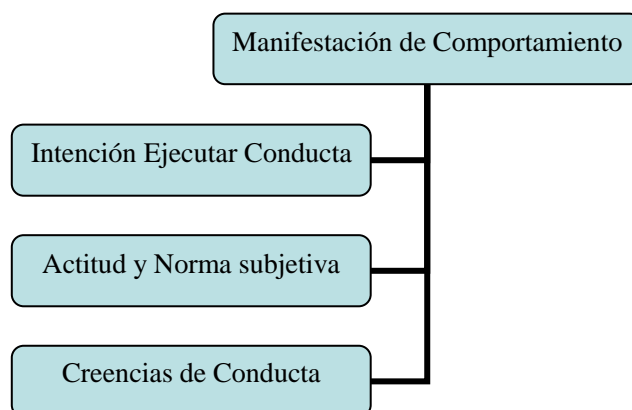 Manifestación de Comportamiento
Intención Ejecutar Conducta
Actitud y Norma subjetiva
Creencias de Conducta